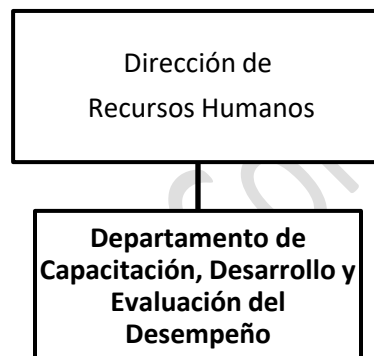 Dirección de
Recursos Humanos
Departamento de
Capacitación, Desarrollo y
Evaluación del
Desempeño